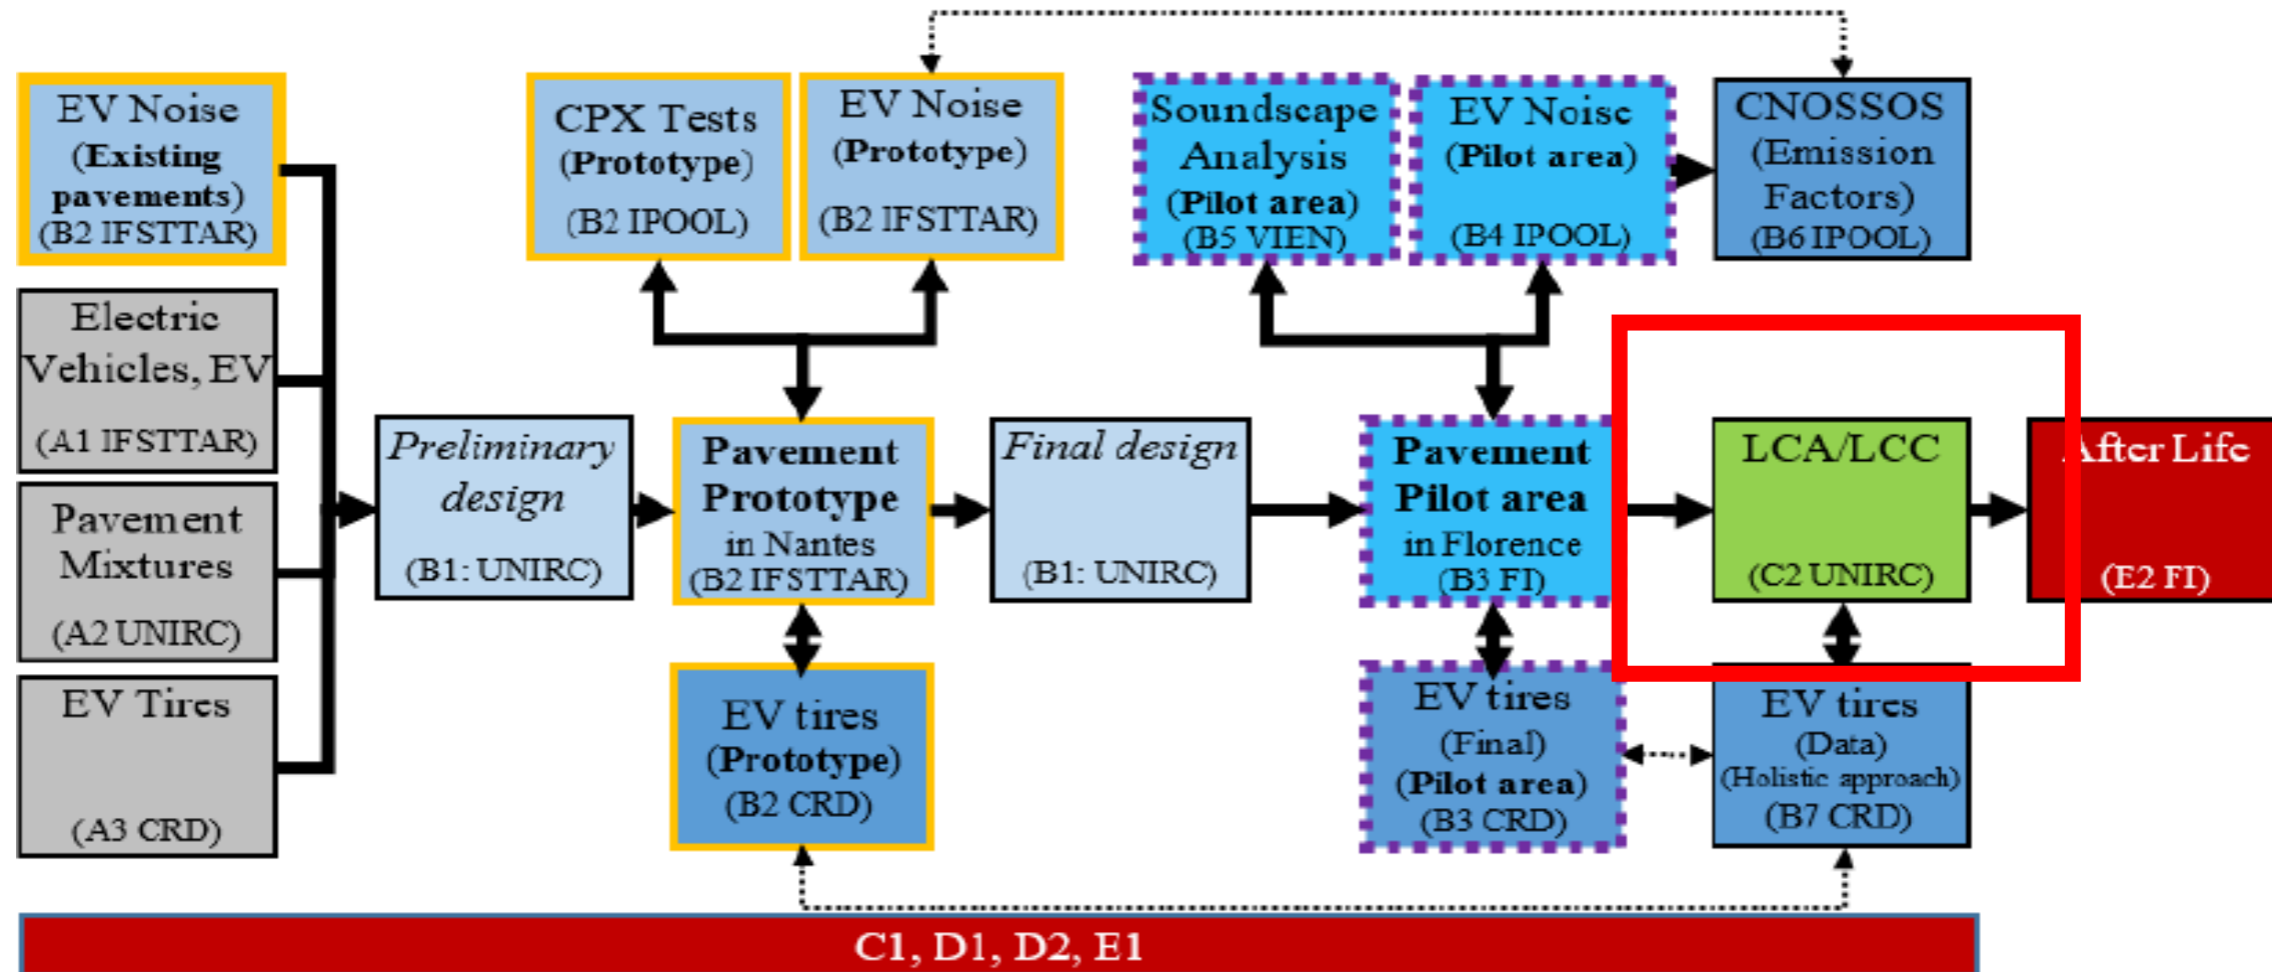 EV Noise
(Existing
pavements)
(B2 IFSTTAR)
Electric
Vehicles, EV
(A1 IFSTTAR)
Pavement
Mixtures
(A2 UNIRC)
EV Tires
(A3 CRD)
Preliminary
design
(B1: UNIRC)
CPX Tests
(Prototype)
(B2 IPOOL)
EV Noise
(Prototype)
(B2 IFSTTAR)
Pavement
Prototype
in Nantes
(B2 IFSTTAR)
EV tires
(Prototype)
(B2 CRD)
Final design
(B1: UNIRC)
Soundscape
Analysis
(Pilot area)
(B5 VIEN)
EV Noise
(Pilot area)
(B4 IPOOL)
Pavement
Pilot area
in Florence
(B3 FI)
EV tires
(Final)
(Pilot area)
(B3 CRD)
CNOSSOS
(Emission
Factors)
(B6 IPOOL)
LCA/LCC
(C2 UNIRC)
EV tires
(Data)
(Holistic approach)
(B7 CRD)
After Life
(E2 FI)
C1, D1, D2, E1